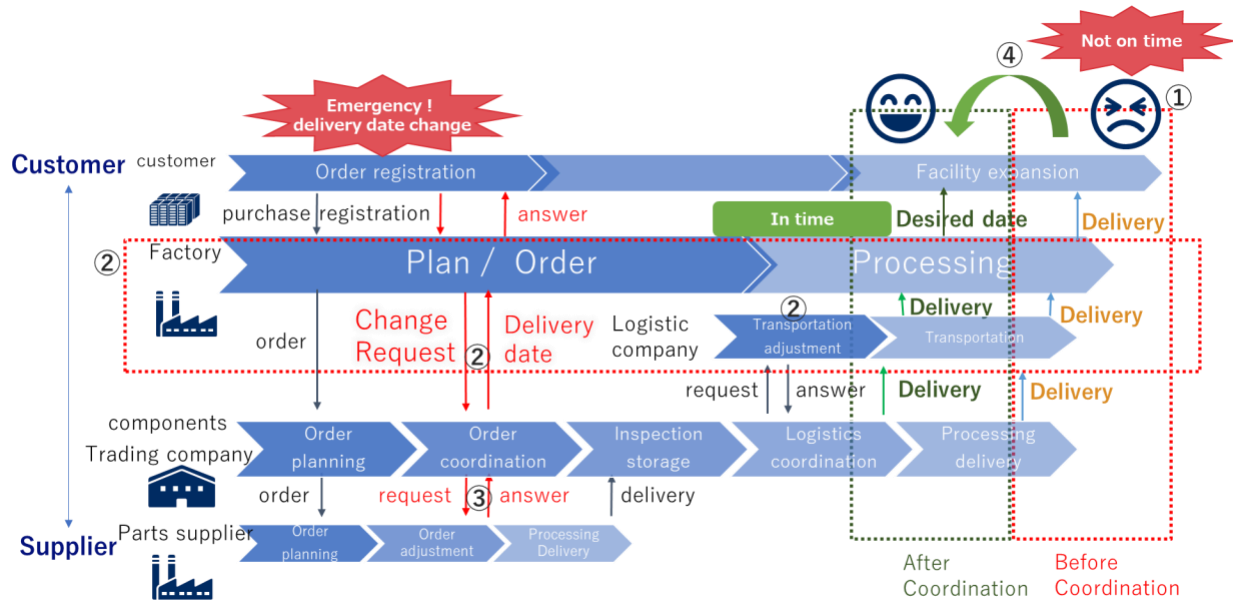 Not on time
④
①
Emergency !
delivery date change
Customer
customer
Order registration
Facility expansion
purchase registration
answer
In time
Desired date
Delivery
②
Factory
Plan / Order
Processing
order
Change
Request
②
Delivery
date
Logistic
company
②
Transportation
adjustment
Delivery
Transportation
Delivery
request
answer
Delivery
Delivery
components
Trading company
Order
planning
Order
coordination
Inspection
storage
Logistics
coordination
Processing
delivery
order
request
③
answer
delivery
Supplier
Parts supplier
Order
planning
Order
adjustment
Processing
Delivery
After
Coordination
Before
Coordination